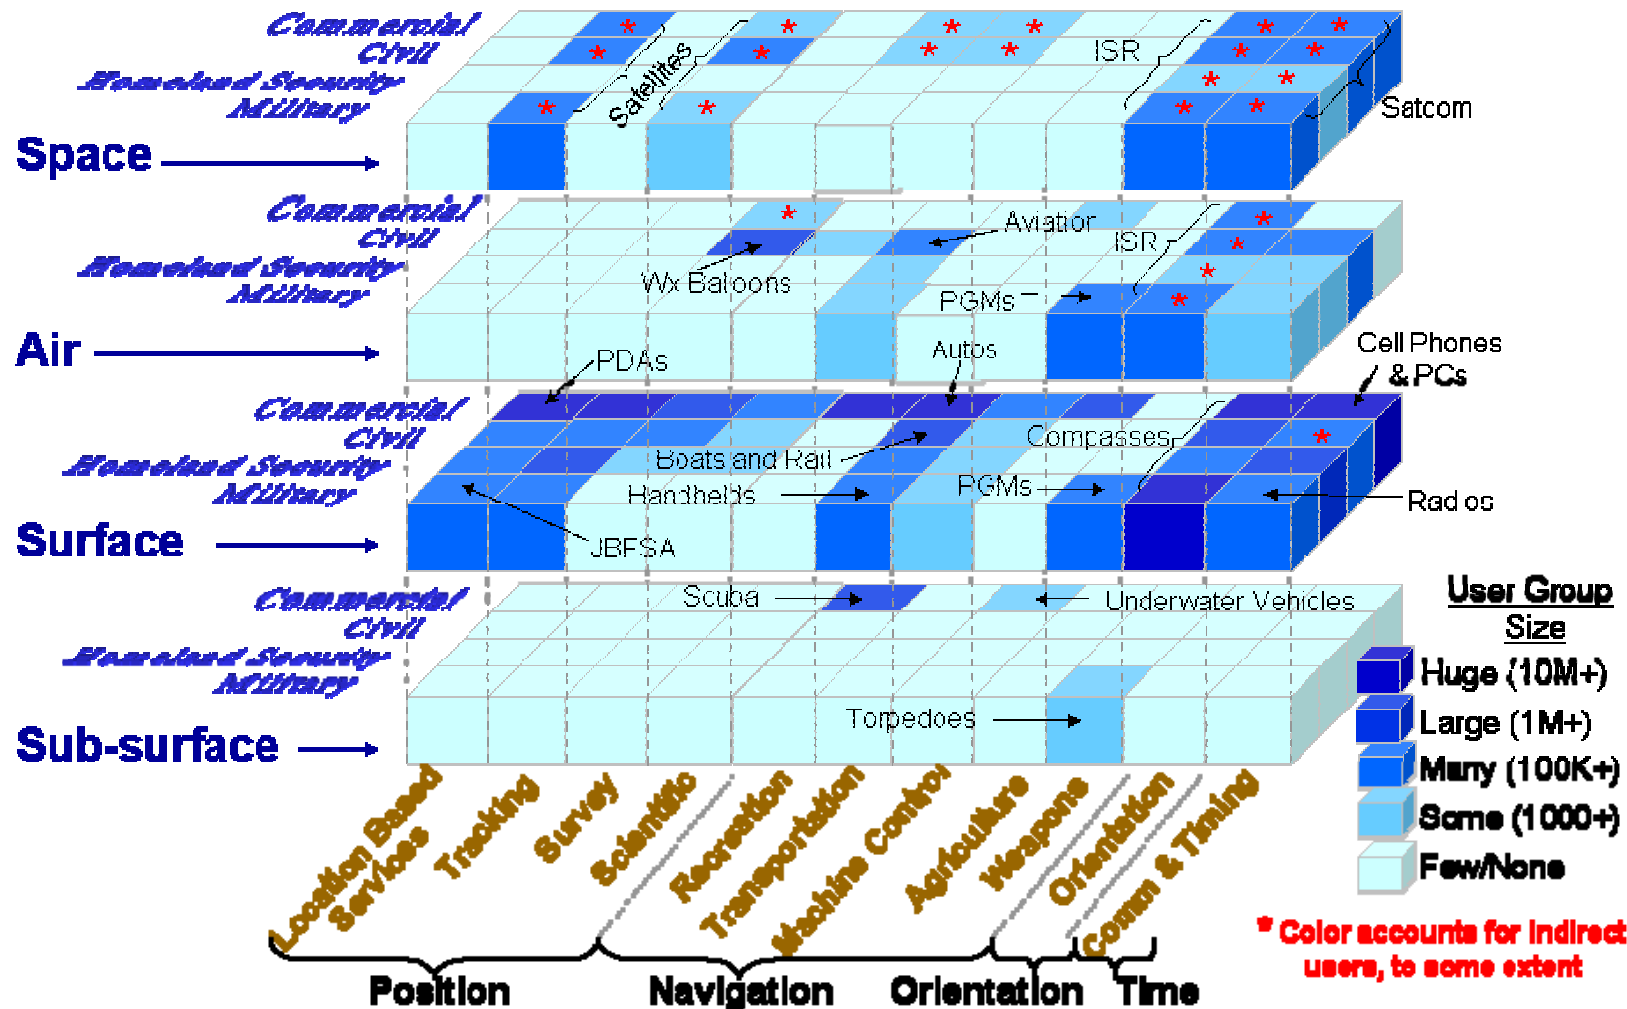 Commercial
Civil
Homeland Security
Military
Space
Satellites
ISR
Satcom
Commercial
Civil
Homeland Security
Military
Air
Wx Baloons
Aviation
ISR
PGMs
Commercial
Civil
Homeland Security
Military
Surface
PDAs
Autos
Cell Phones
& PCs
Compasses
Boats and Rail
Handhelds
PGMs
Radios
JBFSA
Commercial
Civil
Homeland Security
Military
Sub-surface
Scuba
Underwater Vehicles
Torpedoes
User Group
Size
Huge (10M+)
Large (1M+)
Many (100K+)
Some (1000+)
Few/None
* Color accounts for indirect
users, to some extent
Location Based
Services
Tracking
Survey
Scientific
Recreation
Transportation
Machine Control
Agriculture
Weapons
Orientation
Comm & Timing
Position
Navigation
Orientation
Time